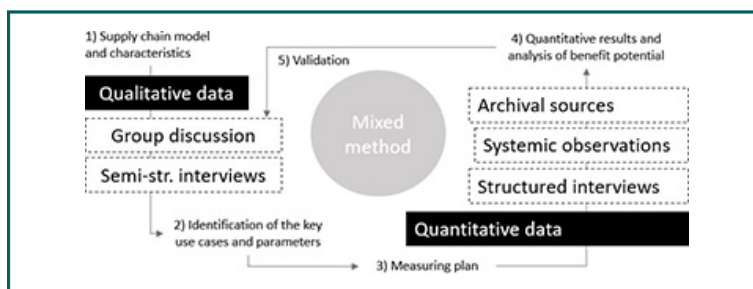 1) Supply chain model
and characteristics
Qualitative data
Group discussion
Semi-str. interviews
2) Identification of the key
use cases and parameters
3) Measuring plan
4) Quantitative results and
analysis of benefit potential
5) Validation
Mixed
method
Archival sources
Systemic observations
Structured interviews
Quantitative data